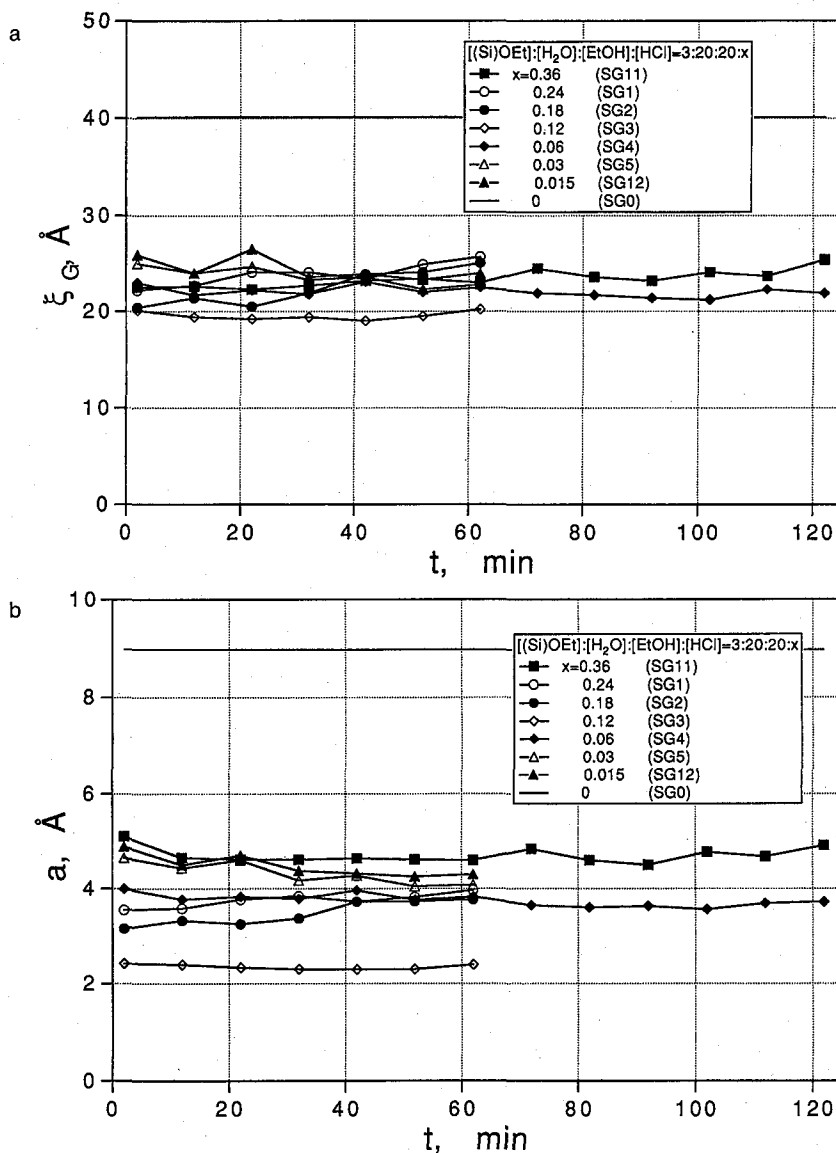 a
50
40
30
20
10
0
ξG, Å
[(Si)OEt]:[H2O]:[EtOH]:[HCl]=3:20:20:x
x=0.36 (SG11)
0.24 (SG1)
0.18 (SG2)
0.12 (SG3)
0.06 (SG4)
0.03 (SG5)
0.015 (SG12)
0 (SG0)
0 20 40 60 80 100 120
t, min
b
10
8
6
4
2
0
a, Å
[(Si)OEt]:[H2O]:[EtOH]:[HCl]=3:20:20:x
x=0.36 (SG11)
0.24 (SG1)
0.18 (SG2)
0.12 (SG3)
0.06 (SG4)
0.03 (SG5)
0.015 (SG12)
0 (SG0)
0 20 40 60 80 100 120
t, min